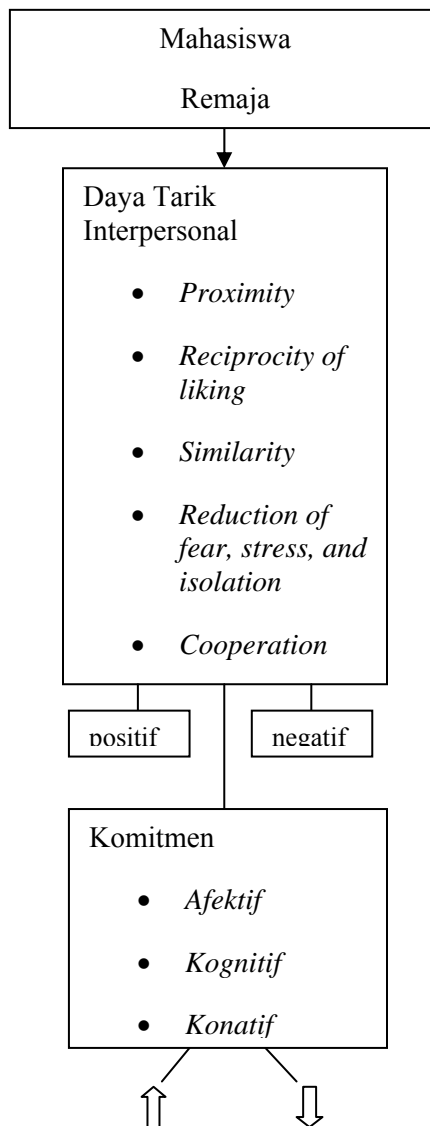 Mahasiswa
Remaja
Daya Tarik
Interpersonal
• Proximity
• Reciprocity of
liking
• Similarity
• Reduction of
fear, stress, and
isolation
• Cooperation
positif
negatif
Komitmen
• Afektif
• Kognitif
• Konatif